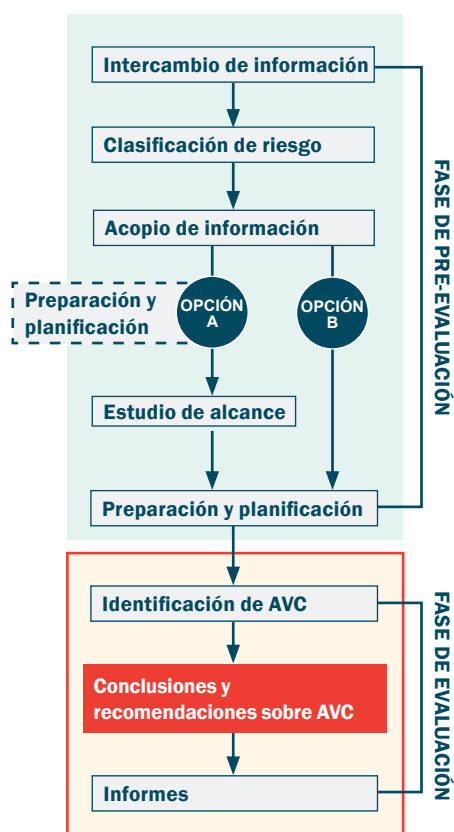 Intercambio de información
Clasificación de riesgo
Acopio de información
Preparación y
planificación
OPCIÓN
A
OPCIÓN
B
Estudio de alcance
Preparación y planificación
FASE DE PRE-EVALUACIÓN
Identificación de AVC
Conclusiones y
recomendaciones sobre AVC
Informes
FASE DE EVALUACIÓN